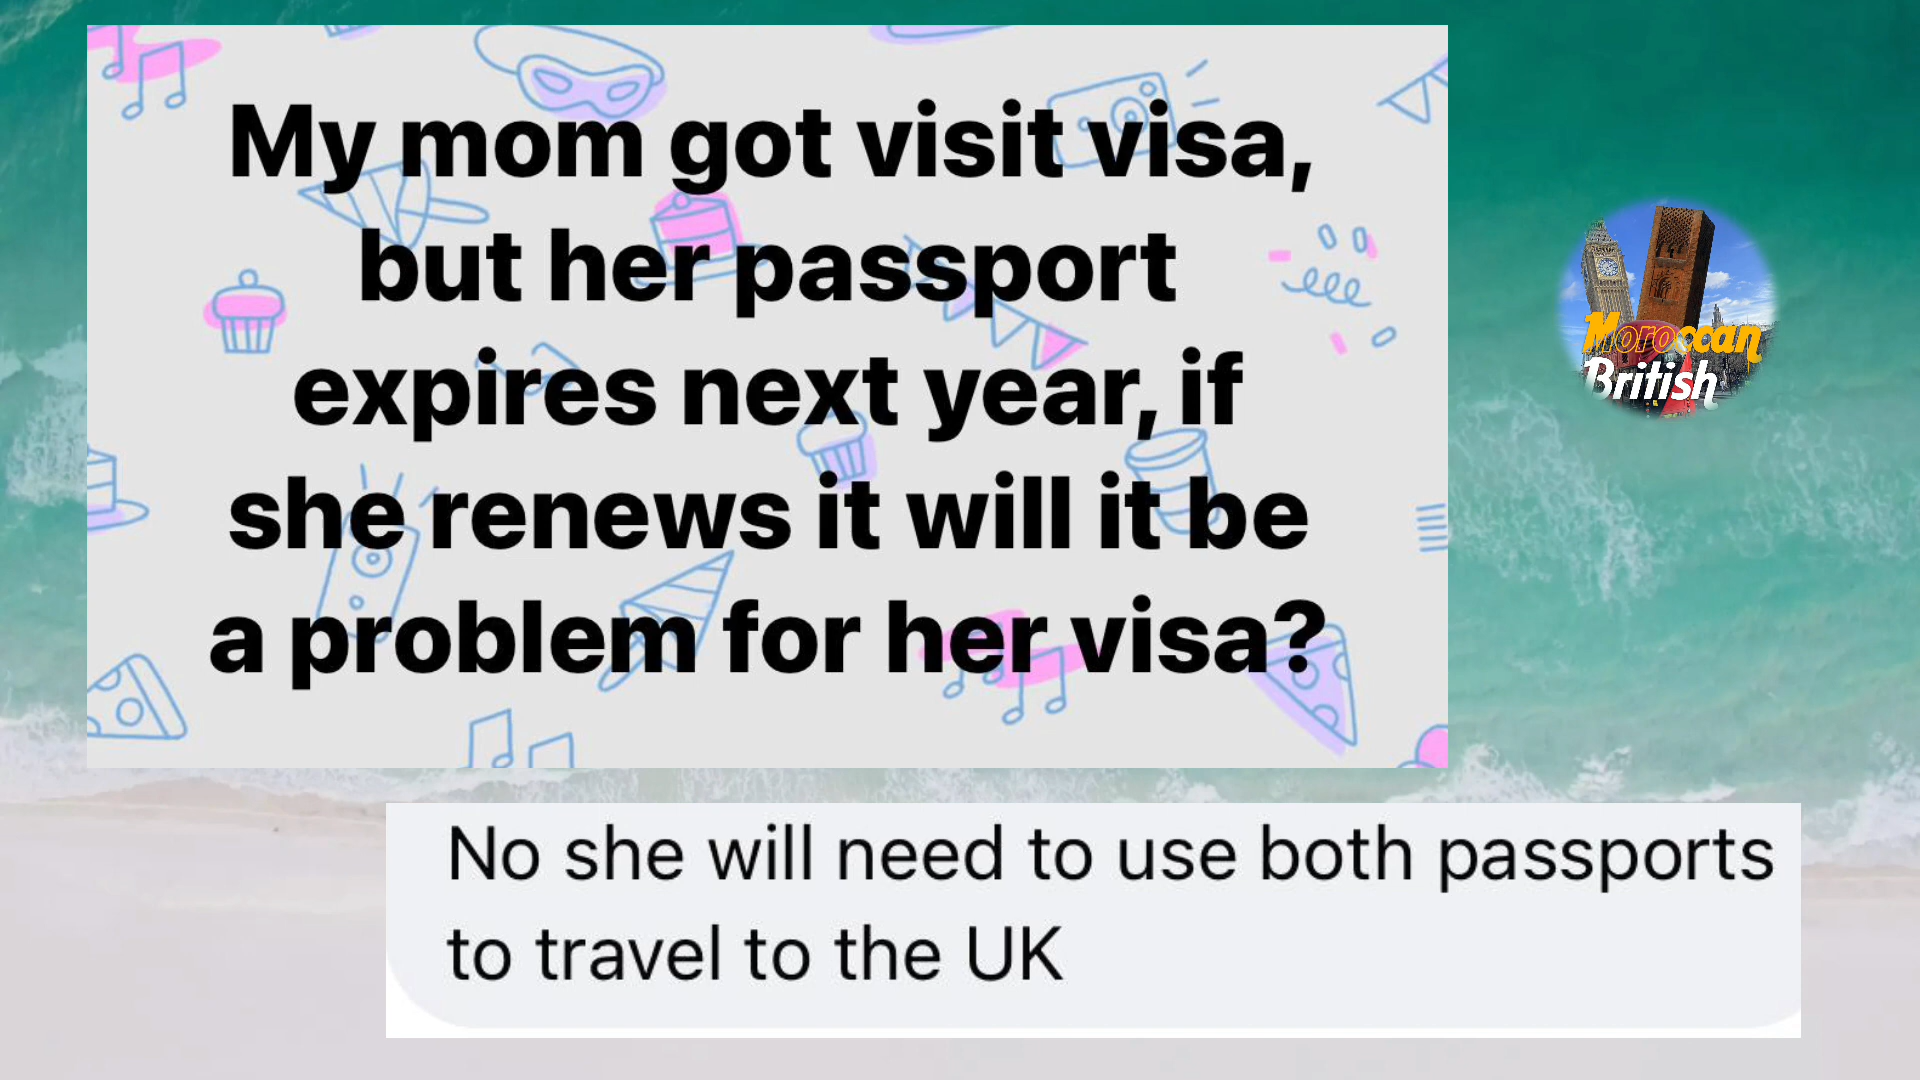 My mom got visit visa,
but her passport
expires next year, if
she renews it will it be
a problem for her visa?
Moroccan
British
No she will need to use both passports
to travel to the UK